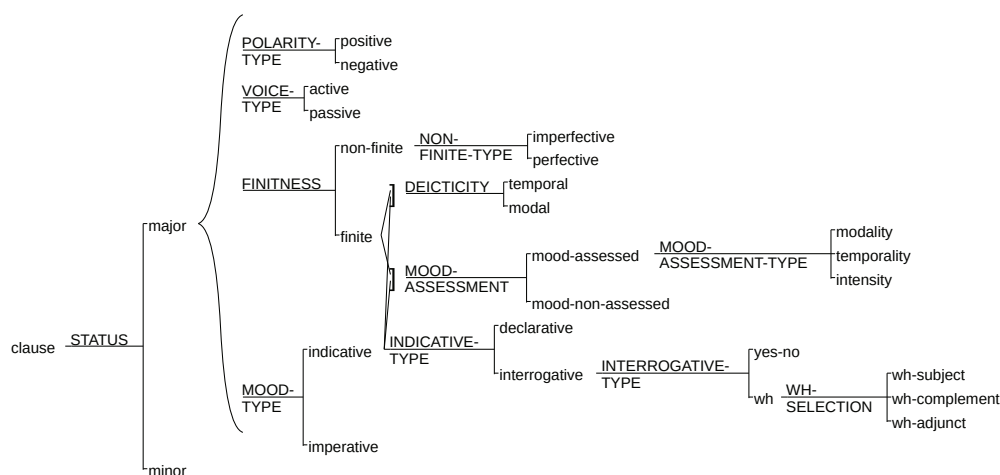 POLARITY-
TYPE
positive
negative
VOICE-
TYPE
active
passive
FINITNESS
non-finite
NON-
FINITE-TYPE
imperfective
perfective
finite
DEICTICITY
temporal
modal
MOOD-
ASSESSMENT
mood-assessed
MOOD-
ASSESSMENT-TYPE
modality
temporality
intensity
mood-non-assessed
clause
STATUS
major
minor
MOOD-
TYPE
indicative
INDICATIVE-
TYPE
declarative
interrogative
INTERROGATIVE-
TYPE
yes-no
wh
WH-
SELECTION
wh-subject
wh-complement
wh-adjunct
imperative